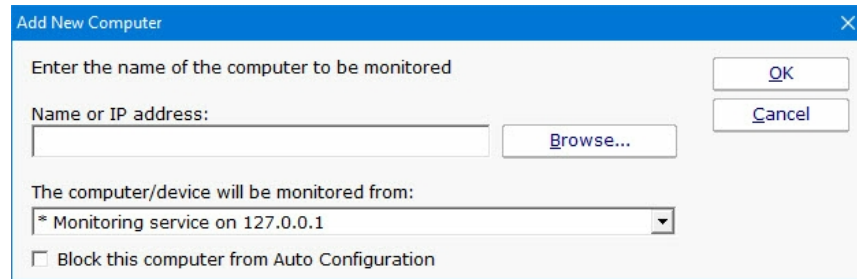 Add New Computer
Enter the name of the computer to be monitored
OK
Name or IP address:
Cancel
Browse...
The computer/device will be monitored from:
* Monitoring service on 127.0.0.1
Block this computer from Auto Configuration